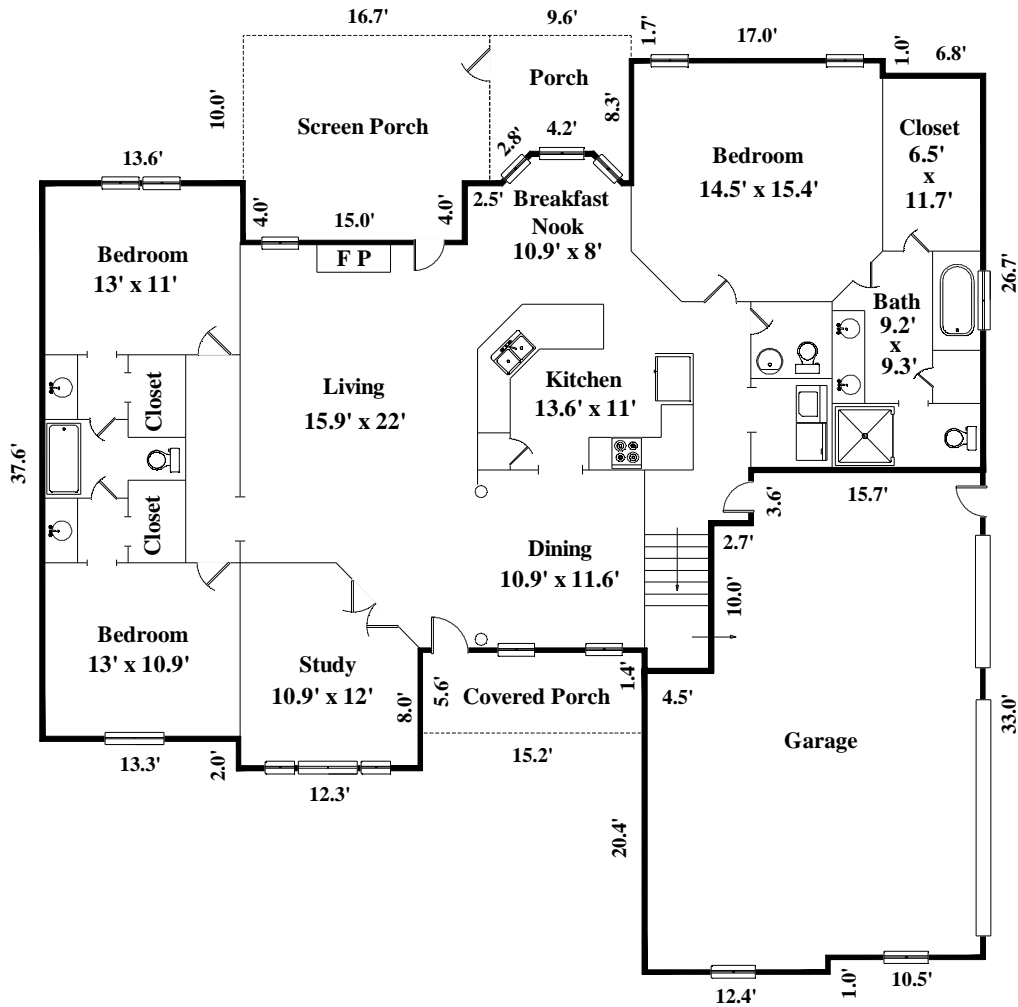 16.7'
9.6'
1.7'
17.0'
1.0'
6.8'
10.0'
Porch
8.3'
Screen Porch
2.8'
4.2'
Closet
6.5'
x
11.7'
Bedroom
14.5' x 15.4'
13.6'
4.0'
15.0'
4.0'
2.5'
Breakfast
Nook
10.9' x 8'
F P
Bedroom
13' x 11'
26.7'
Bath
9.2'
x
9.3'
Living
15.9' x 22'
Kitchen
13.6' x 11'
Closet
37.6'
Closet
3.6'
15.7'
2.7'
Dining
10.9' x 11.6'
10.0'
Bedroom
13' x 10.9'
Study
10.9' x 12'
8.0'
5.6'
Covered Porch
1.4'
4.5'
Garage
33.0'
13.3'
2.0'
12.3'
15.2'
20.4'
12.4'
1.0'
10.5'